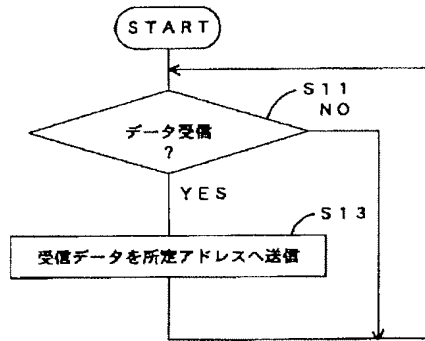 START
S11
NO
データ受信
?
YES
S13
受信データを所定アドレスへ送信